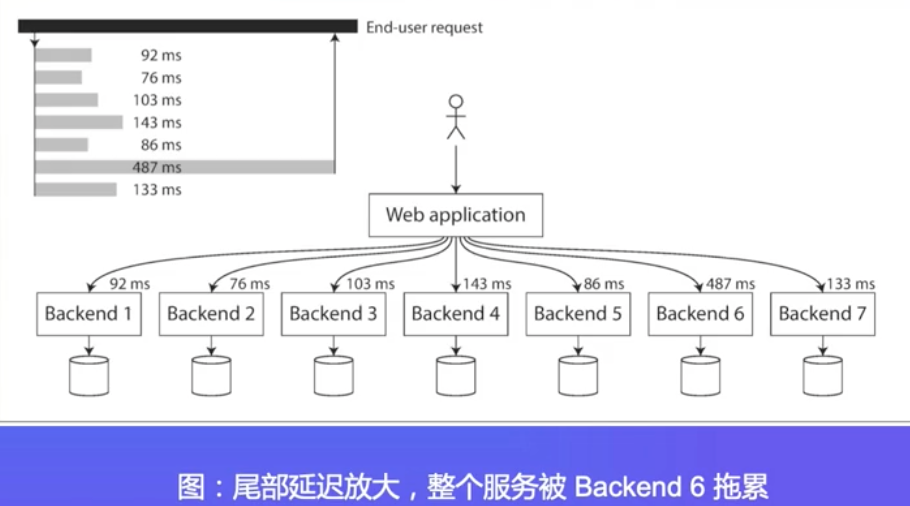 End-user request
92 ms
76 ms
103 ms
143 ms
86 ms
487 ms
133 ms
Web application
92 ms 76 ms 103 ms 143 ms 86 ms 487 ms 133 ms
Backend 1 Backend 2 Backend 3 Backend 4 Backend 5 Backend 6 Backend 7
图：尾部延迟放大，整个服务被 Backend 6 拖累